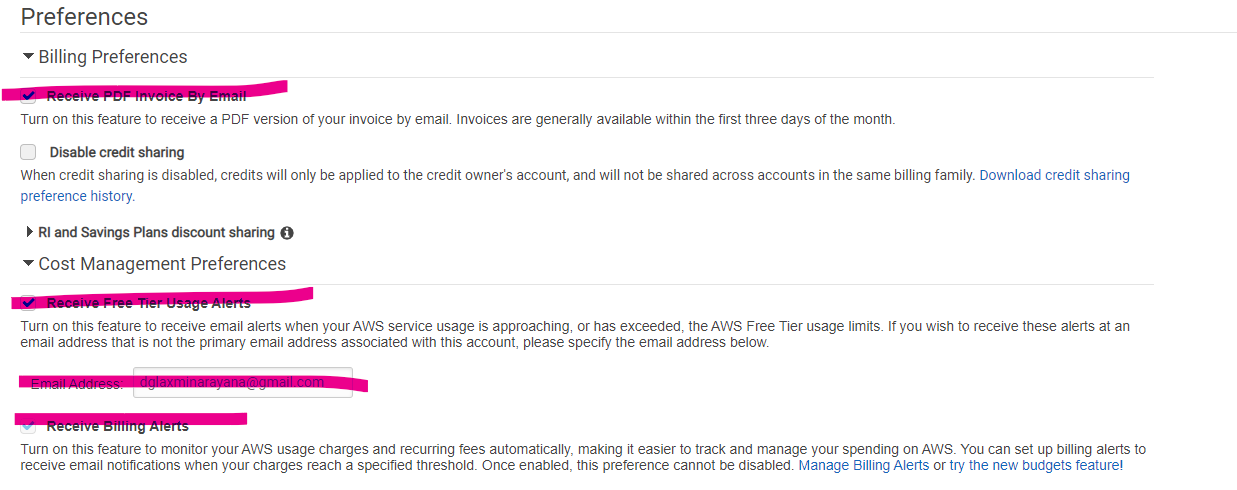 Preferences
Billing Preferences
Receive PDF Invoice By Email
Turn on this feature to receive a PDF version of your invoice by email. Invoices are generally available within the first three days of the month.
Disable credit sharing
When credit sharing is disabled, credits will only be applied to the credit owner's account, and will not be shared across accounts in the same billing family. Download credit sharing
preference history.
RI and Savings Plans discount sharing
Cost Management Preferences
Receive Free Tier Usage Alerts
Turn on this feature to receive email alerts when your AWS service usage is approaching, or has exceeded, the AWS Free Tier usage limits. If you wish to receive these alerts at an
email address that is not the primary email address associated with this account, please specify the email address below.
Email Address: dglaxminarayana@gmail.com
Receive Billing Alerts
Turn on this feature to monitor your AWS usage charges and recurring fees automatically, making it easier to track and manage your spending on AWS. You can set up billing alerts to
receive email notifications when your charges reach a specified threshold. Once enabled, this preference cannot be disabled. Manage Billing Alerts or try the new budgets feature!